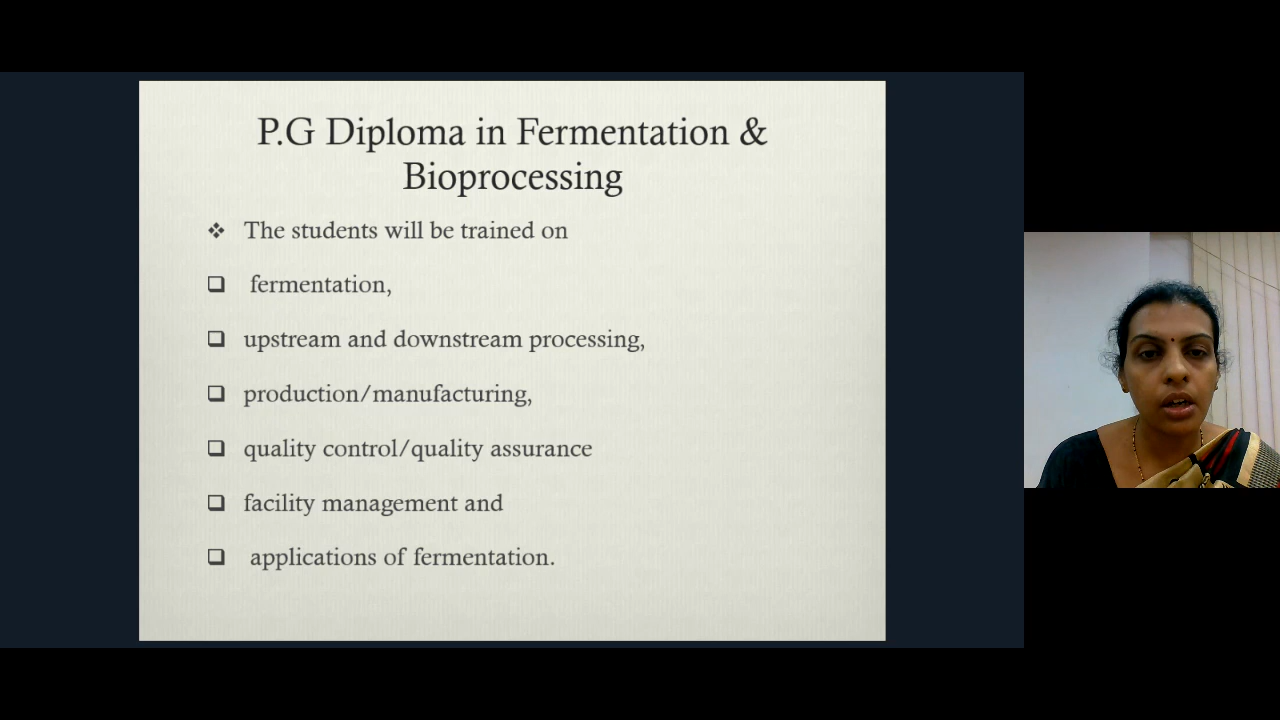 P.G Diploma in Fermentation &
Bioprocessing
The students will be trained on
fermentation,
upstream and downstream processing,
production/manufacturing,
quality control/quality assurance
facility management and
applications of fermentation.